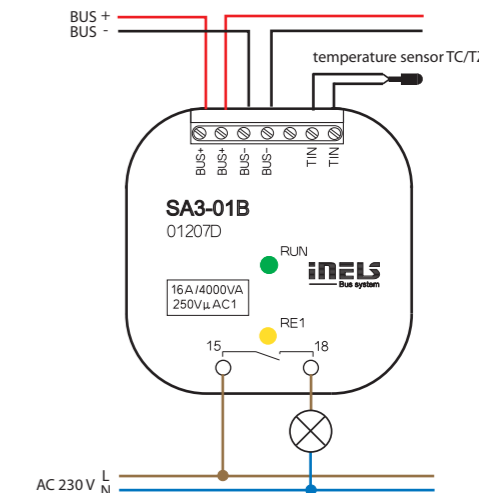 BUS +
BUS -
temperature sensor TC/TZ
BUS+ BUS+ BUS- BUS- TIN TIN
SA3-01B
01207D
RUN
iNELS
Bus system
16A/4000VA
250Vµ AC1
RE1
15 18
AC 230 V L
N